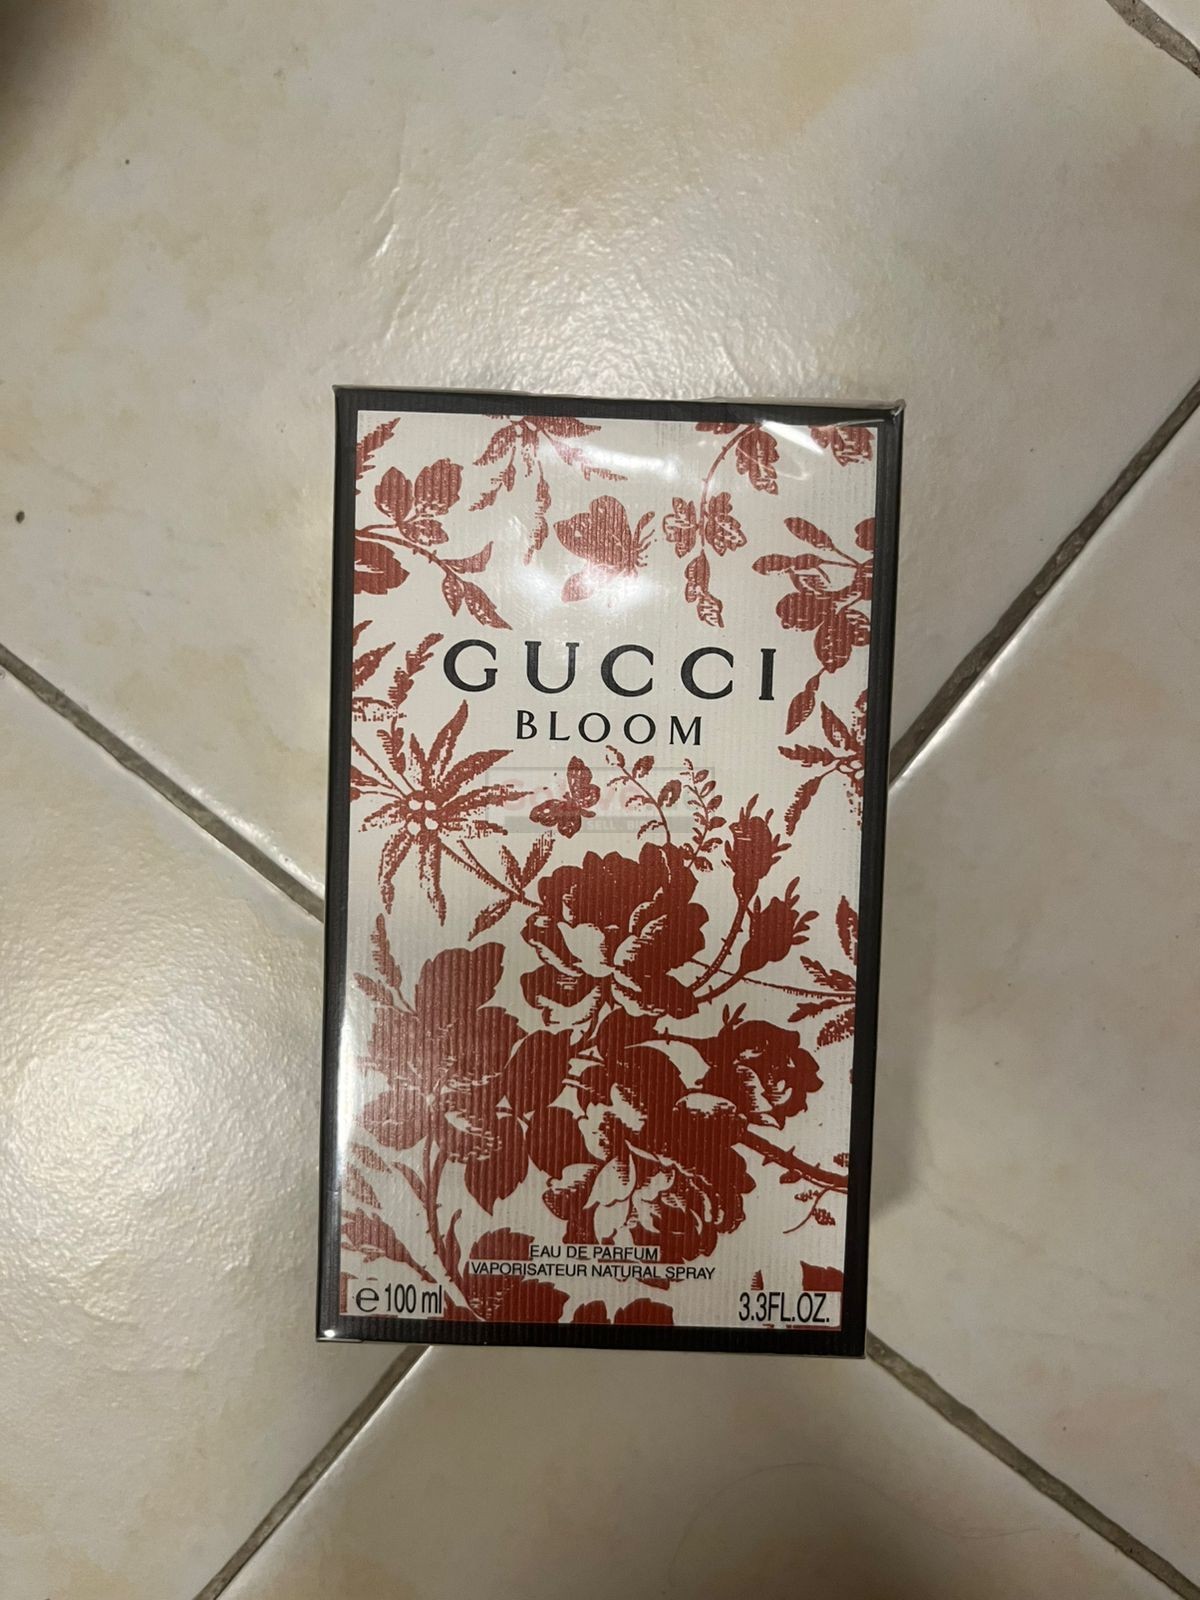 GUCCI
BLOOM
EAU DE PARFUM
VAPORISATEUR NATURAL SPRAY
℮ 100 ml
3.3FL.OZ.